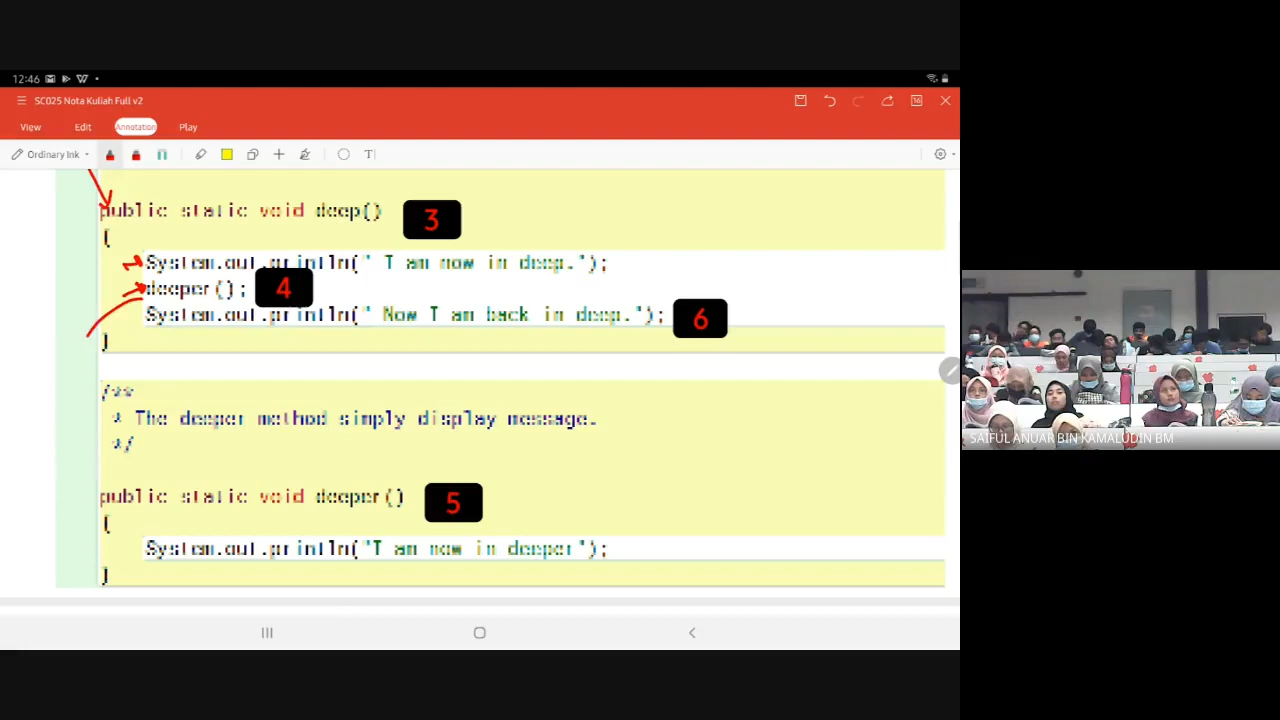 12:46
SC025 Nota Kuliah Full v2
16
View Edit Annotation Play
Ordinary Ink T
public static void deep() 3
{
System.out.println(" I am now in deep.");
deeper(); 4
System.out.println(" Now I am back in deep."); 6
}
/**
* The deeper method simply display message.
*/
public static void deeper() 5
{
System.out.println("I am now in deeper");
}
SAIFUL ANUAR BIN KAMALUDIN BM